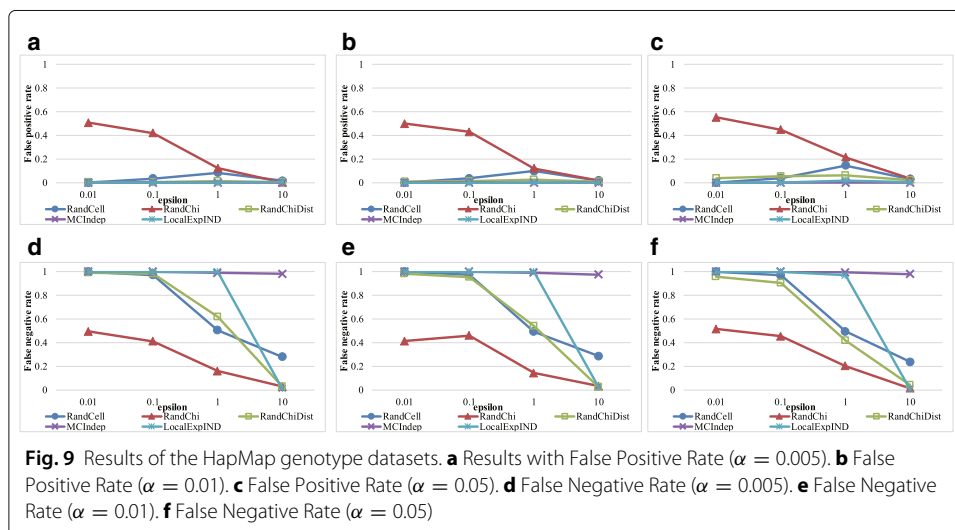 a
b
c
False positive rate
1
0.8
0.6
0.4
0.2
0
0.01
0.1
1
10
epsilon
RandCell
RandChi
RandChiDist
MCIndep
LocalExpIND
False positive rate
1
0.8
0.6
0.4
0.2
0
0.01
0.1
1
10
epsilon
RandCell
RandChi
RandChiDist
MCIndep
LocalExpIND
False positive rate
1
0.8
0.6
0.4
0.2
0
0.01
0.1
1
10
epsilon
RandCell
RandChi
RandChiDist
MCIndep
LocalExpIND
d
e
f
False negative rate
1
0.8
0.6
0.4
0.2
0
0.01
0.1
1
10
epsilon
RandCell
RandChi
RandChiDist
MCIndep
LocalExpIND
False negative rate
1
0.8
0.6
0.4
0.2
0
0.01
0.1
1
10
epsilon
RandCell
RandChi
RandChiDist
MCIndep
LocalExpIND
False negative rate
1
0.8
0.6
0.4
0.2
0
0.01
0.1
1
10
epsilon
RandCell
RandChi
RandChiDist
MCIndep
LocalExpIND
Fig. 9 Results of the HapMap genotype datasets. a Results with False Positive Rate (α = 0.005). b False
Positive Rate (α = 0.01). c False Positive Rate (α = 0.05). d False Negative Rate (α = 0.005). e False Negative
Rate (α = 0.01). f False Negative Rate (α = 0.05)